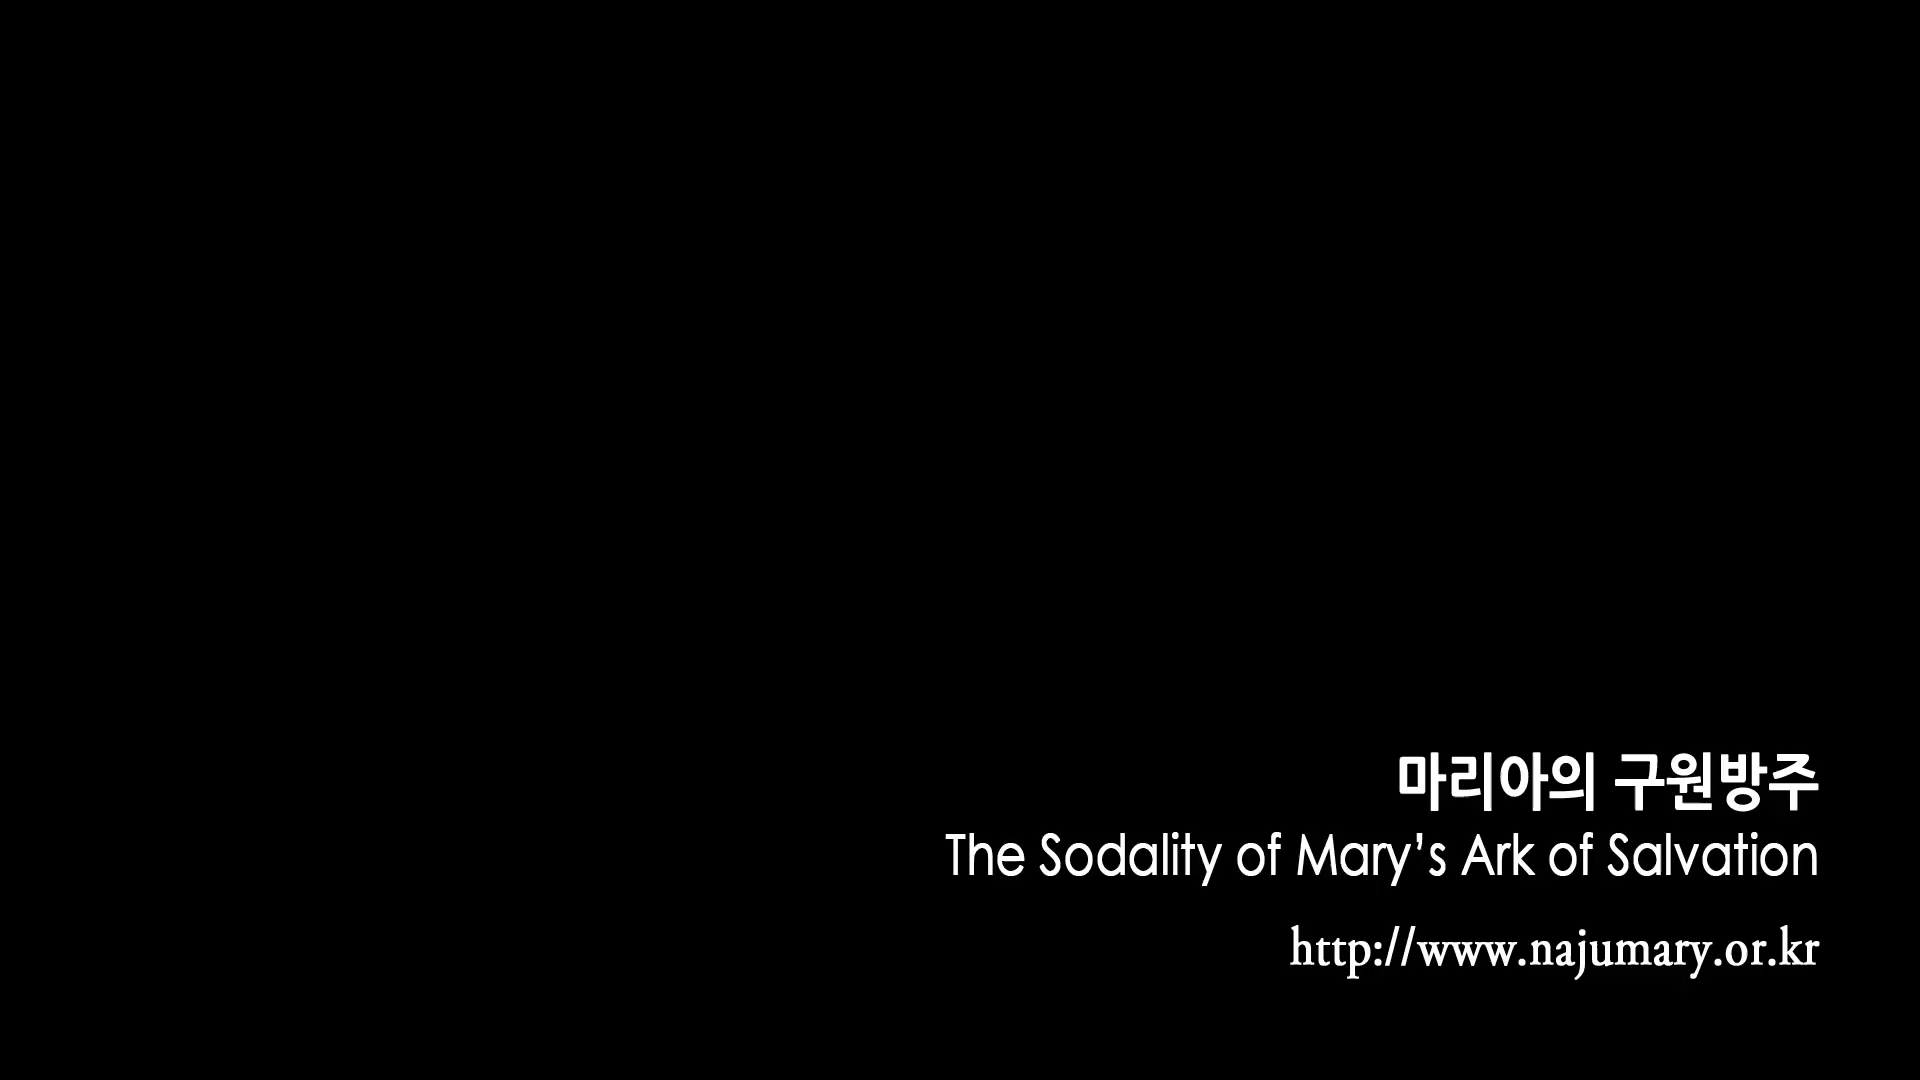 마리아의 구원방주
The Sodality of Mary’s Ark of Salvation
http://www.najumary.or.kr